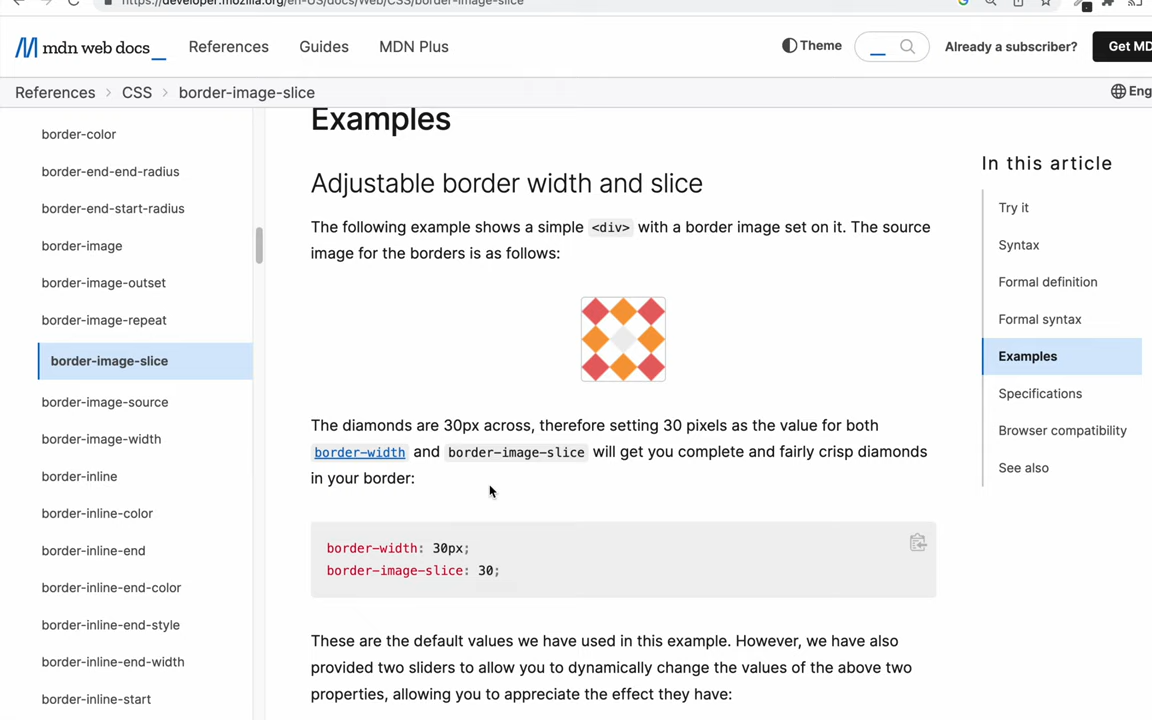 https://developer.mozilla.org/en-US/docs/Web/CSS/border-image-slice
mdn web docs
References
Guides
MDN Plus
Theme
Already a subscriber?
Get MD
References > CSS > border-image-slice
Eng
border-color
border-end-end-radius
border-end-start-radius
border-image
border-image-outset
border-image-repeat
border-image-slice
border-image-source
border-image-width
border-inline
border-inline-color
border-inline-end
border-inline-end-color
border-inline-end-style
border-inline-end-width
border-inline-start
Examples
Adjustable border width and slice
The following example shows a simple <div> with a border image set on it. The source
image for the borders is as follows:
The diamonds are 30px across, therefore setting 30 pixels as the value for both
border-width and border-image-slice will get you complete and fairly crisp diamonds
in your border:
border-width: 30px;
border-image-slice: 30;
These are the default values we have used in this example. However, we have also
provided two sliders to allow you to dynamically change the values of the above two
properties, allowing you to appreciate the effect they have:
In this article
Try it
Syntax
Formal definition
Formal syntax
Examples
Specifications
Browser compatibility
See also